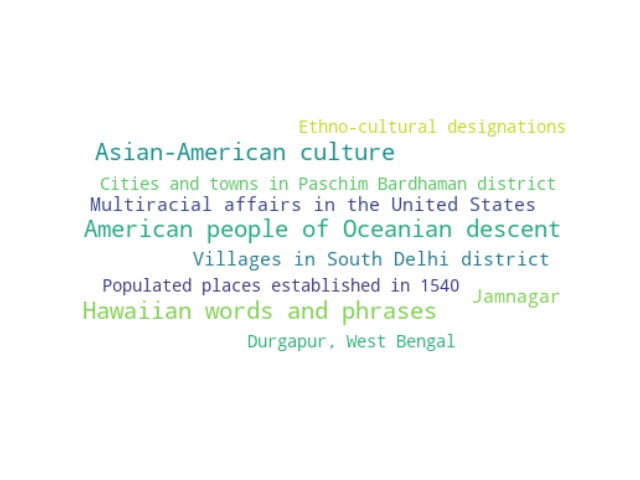 Ethno-cultural designations
Asian-American culture
Cities and towns in Paschim Bardhaman district
Multiracial affairs in the United States
American people of Oceanian descent
Villages in South Delhi district
Populated places established in 1540
Jamnagar
Hawaiian words and phrases
Durgapur, West Bengal